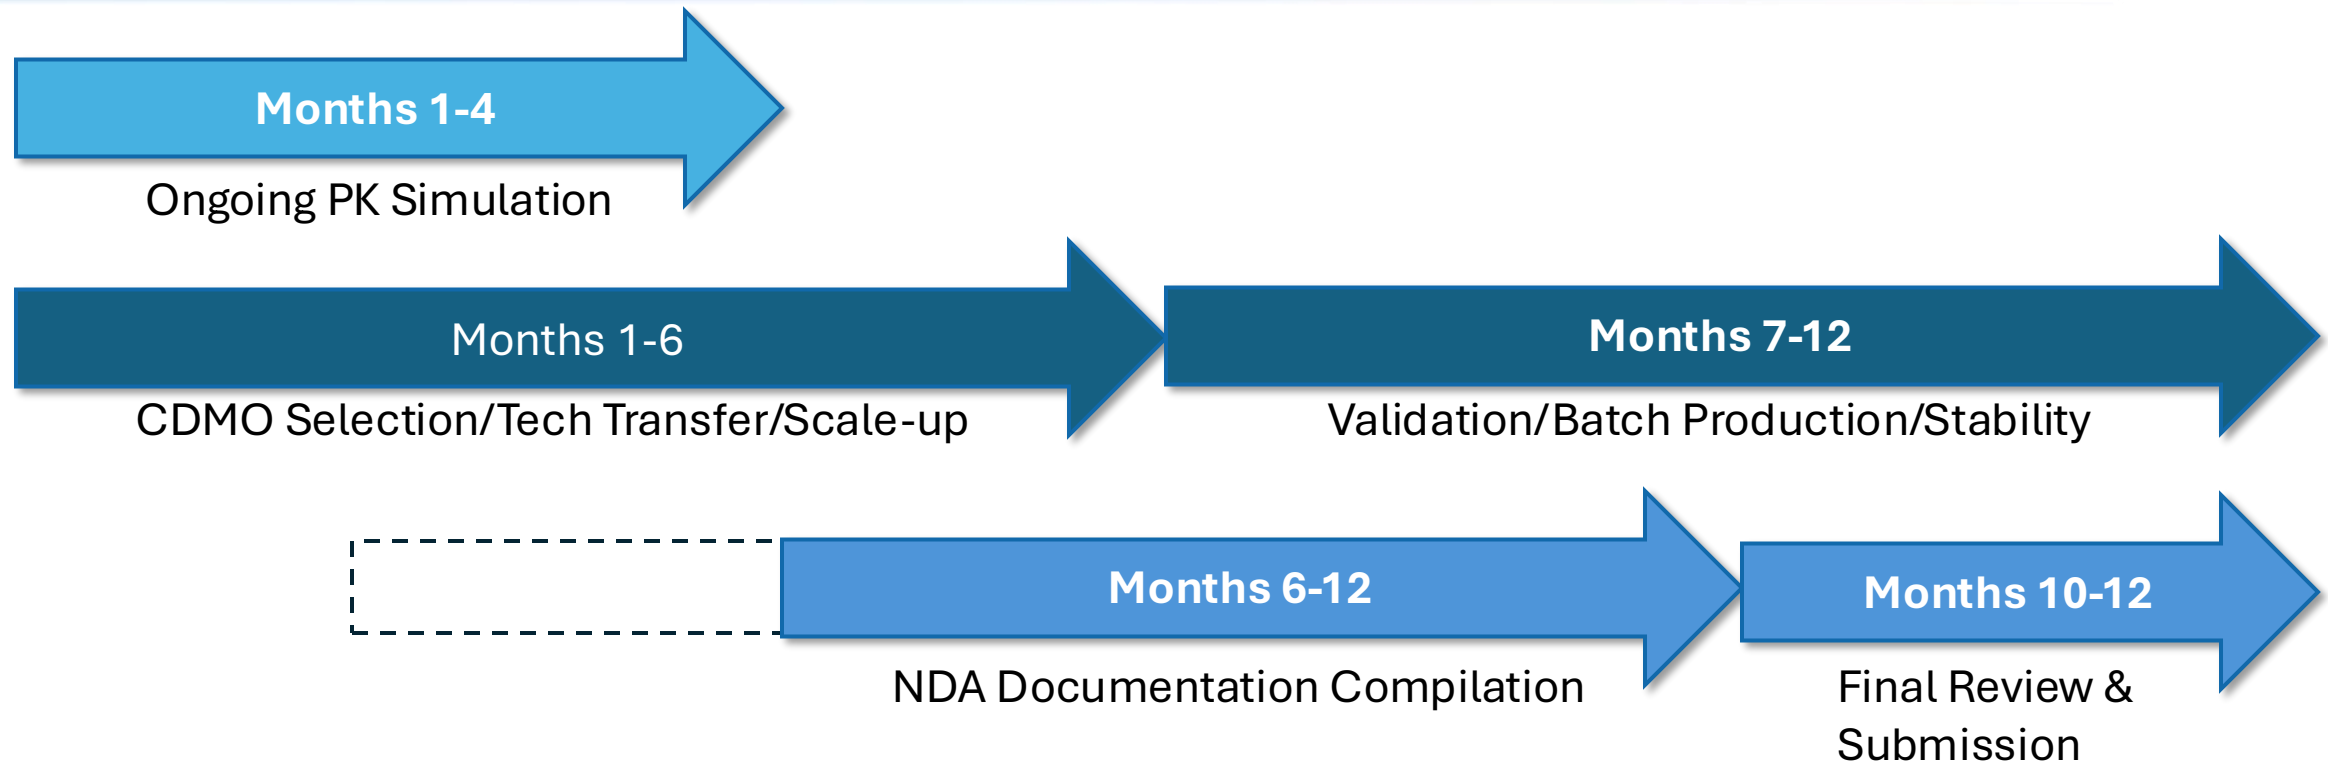 Months 1-4
Ongoing PK Simulation
Months 1-6
Months 7-12
CDMO Selection/Tech Transfer/Scale-up
Validation/Batch Production/Stability
Months 6-12
Months 10-12
NDA Documentation Compilation
Final Review &
Submission